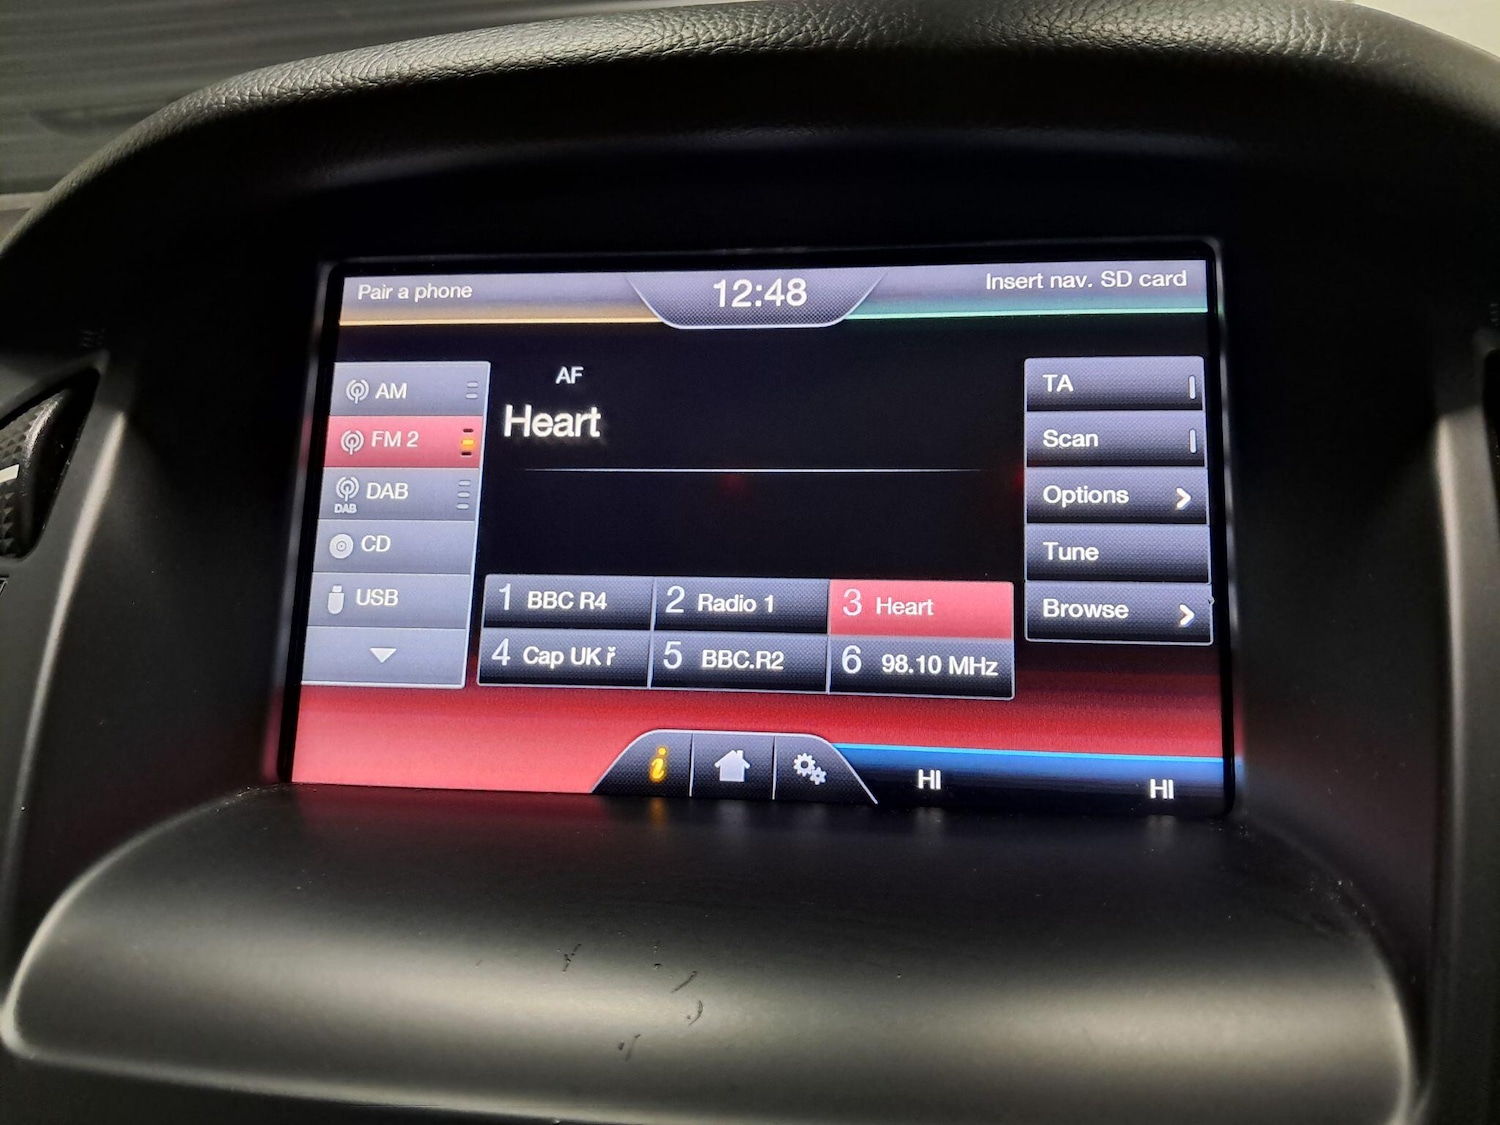 Pair a phone
12:48
Insert nav. SD card
AM
FM 2
DAB
DAB
CD
USB
AF
Heart
TA
Scan
Options
Tune
Browse
1 BBC R4
2 Radio 1
3 Heart
4 Cap UK ř
5 BBC.R2
6 98.10 MHz
i
HI
HI